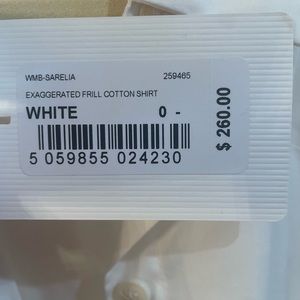 WMB-SARELIA 259465
EXAGGERATED FRILL COTTON SHIRT
WHITE 0 -
5 059855 024230
$ 260.00